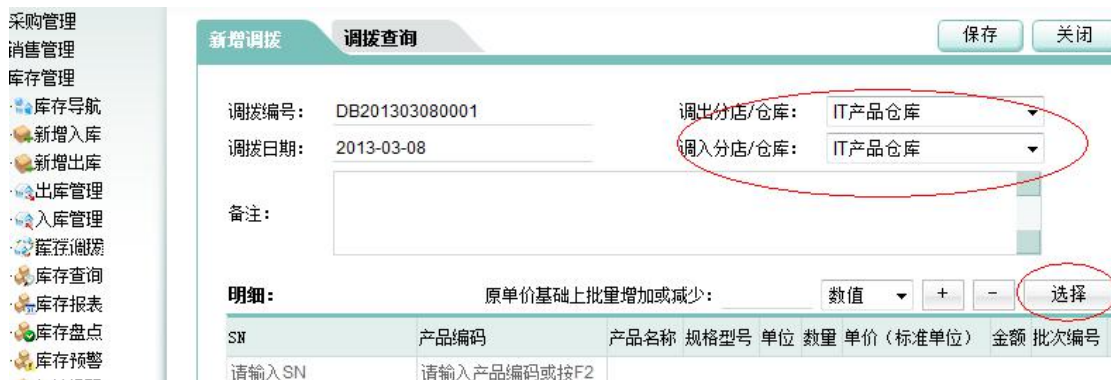 采购管理
销售管理
库存管理
库存导航
新增入库
新增出库
出库管理
入库管理
库存调拨
库存查询
库存报表
库存盘点
库存预警
新增调拨 调拨查询 保存 关闭
调拨编号： DB201303080001 调出分店/仓库： IT产品仓库
调拨日期： 2013-03-08 调入分店/仓库： IT产品仓库
备注：
明细： 原单价基础上批量增加或减少： 数值 + - 选择
SN 产品编码 产品名称 规格型号 单位 数量 单价（标准单位） 金额 批次编号
请输入SN 请输入产品编码或按F2